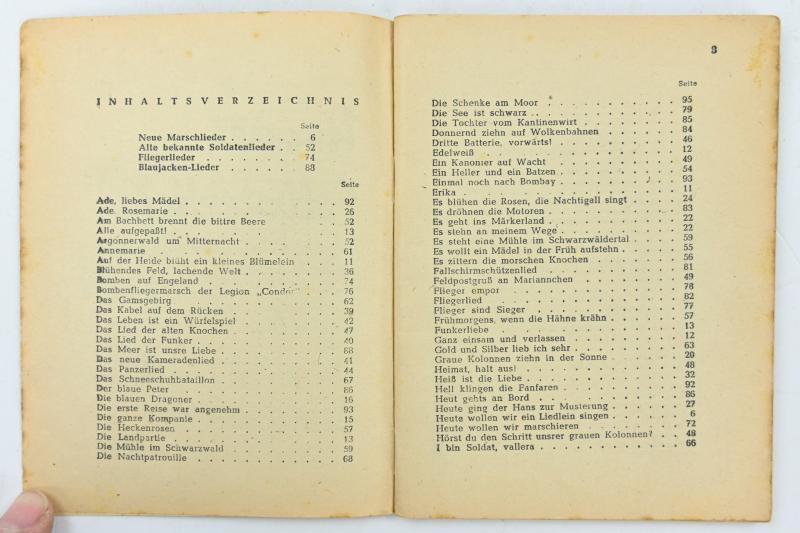 INHALTSVERZEICHNIS
Seite
Neue Marschlieder . . . . . . 6
Alte bekannte Soldatenlieder . . 52
Fliegerlieder . . . . . . . 74
Blaujacken-Lieder . . . . . . 88
Seite
Ade, liebes Mädel . . . . . . . 92
Ade, Rosemarie . . . . . . . 26
Am Bachbett brennt die bittre Beere . . . 52
Alle aufgepaßt! . . . . . . . 13
Argonnerwald um Mitternacht . . . . 52
Annemarie . . . . . . . 61
Auf der Heide blüht ein kleines Blümelein . . . 11
Blühendes Feld, lachende Welt . . . . 36
Bomben auf Engeland . . . . . . 74
Bombenfliegermarsch der Legion „Condor" . . . 76
Das Gamsgebirg . . . . . . . 62
Das Kabel auf dem Rücken . . . . . 39
Das Leben ist ein Würfelspiel . . . . . 42
Das Lied der alten Knochen . . . . . 47
Das Lied der Funker . . . . . . 40
Das Meer ist unsre Liebe . . . . . . 88
Das neue Kameradenlied . . . . . . 41
Das Panzerlied . . . . . . . 44
Das Schneeschuhbataillon . . . . . . 67
Der blaue Peter . . . . . . . 86
Die blauen Dragoner . . . . . . 16
Die erste Reise war angenehm . . . . . 93
Die ganze Kompanie . . . . . . 15
Die Heckenrosen . . . . . . . 57
Die Landpartie . . . . . . . 13
Die Mühle im Schwarzwald . . . . . 59
Die Nachtpatrouille . . . . . . . 68
3
Seite
Die Schenke am Moor . . . . . . . 95
Die See ist schwarz . . . . . . . 79
Die Tochter vom Kantinenwirt . . . . . 85
Donnernd ziehn auf Wolkenbahnen . . . . 84
Dritte Batterie, vorwärts! . . . . . . 46
Edelweiß . . . . . . . 12
Ein Kanonier auf Wacht . . . . . . 49
Ein Heller und ein Batzen . . . . . . 54
Einmal noch nach Bombay . . . . . . 93
Erika . . . . . . . 11
Es blühen die Rosen, die Nachtigall singt . . . 24
Es dröhnen die Motoren . . . . . . 83
Es geht ins Märkerland . . . . . . 22
Es stehn an meinem Wege . . . . . . 22
Es steht eine Mühle im Schwarzwäldertal . . . 59
Es wollt ein Mädel in der Früh aufstehn . . . 55
Es zittern die morschen Knochen . . . . 56
Fallschirmschützenlied . . . . . . 81
Feldpostgruß an Mariannchen . . . . . 49
Flieger empor . . . . . . . 78
Fliegerlied . . . . . . . 82
Flieger sind Sieger . . . . . . . 77
Frühmorgens, wenn die Hähne krähn . . . . 57
Funkerliebe . . . . . . . 13
Ganz einsam und verlassen . . . . . . 12
Gold und Silber lieb ich sehr . . . . . 63
Graue Kolonnen ziehn in der Sonne . . . . 20
Heimat, halt aus! . . . . . . . 48
Heiß ist die Liebe . . . . . . . 32
Hell klingen die Fanfaren . . . . . . 92
Heut gehts an Bord . . . . . . . 86
Heute ging der Hans zur Musterung . . . . 27
Heute wollen wir ein Liedlein singen . . . . 6
Heute wollen wir marschieren . . . . . 72
Hörst du den Schritt unsrer grauen Kolonnen? . . 48
I bin Soldat, vallera . . . . . . . 66